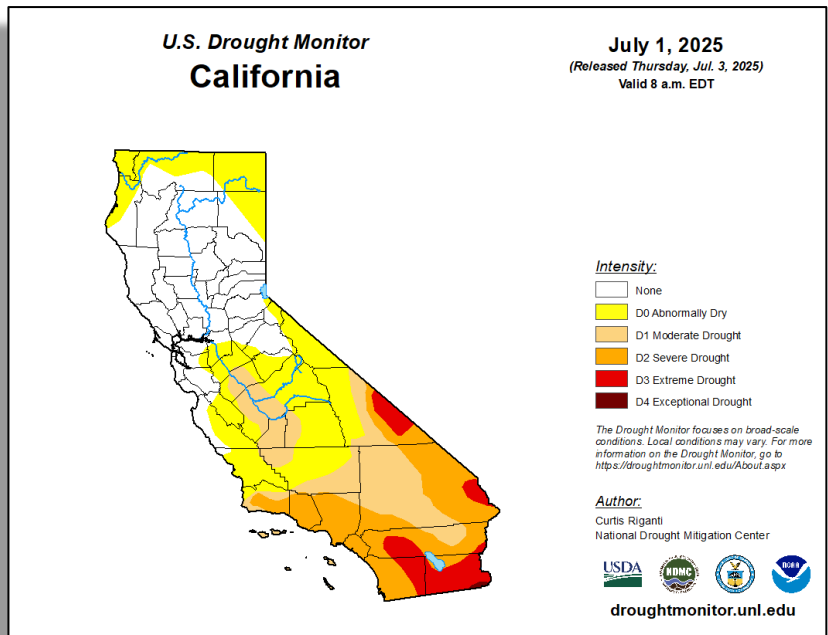 U.S. Drought Monitor
California
July 1, 2025
(Released Thursday, Jul. 3, 2025)
Valid 8 a.m. EDT
Intensity:
None
D0 Abnormally Dry
D1 Moderate Drought
D2 Severe Drought
D3 Extreme Drought
D4 Exceptional Drought
The Drought Monitor focuses on broad-scale
conditions. Local conditions may vary. For more
information on the Drought Monitor, go to
https://droughtmonitor.unl.edu/About.aspx
Author:
Curtis Riganti
National Drought Mitigation Center
USDA
NDMC
noaa
droughtmonitor.unl.edu